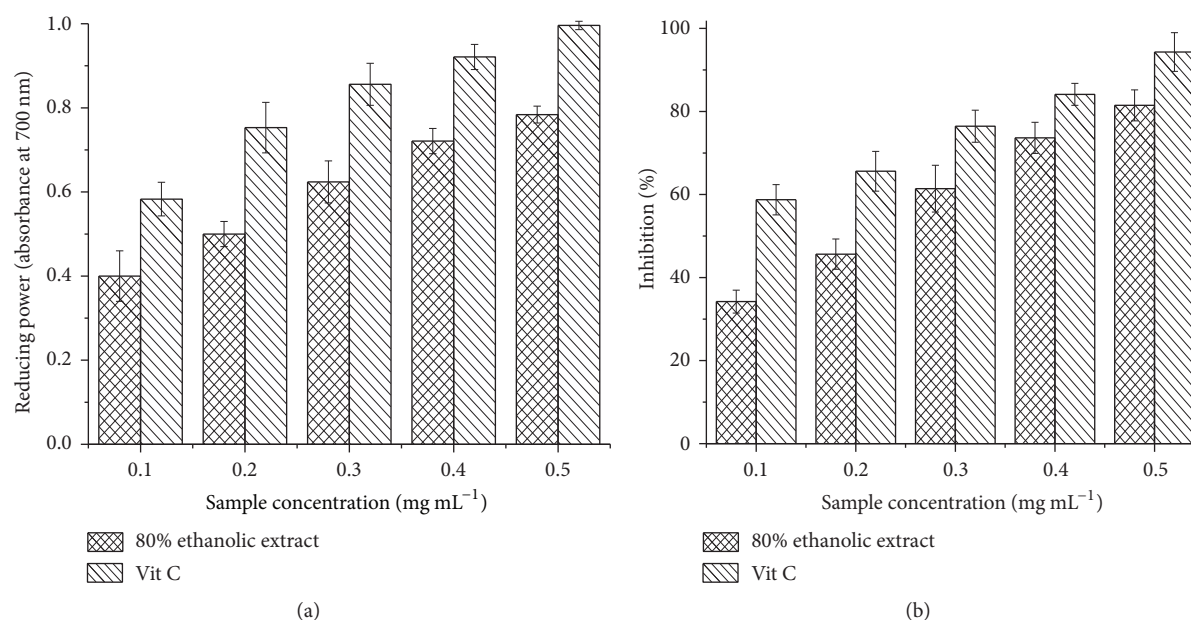 Reducing power (absorbance at 700 nm)
1.0
0.8
0.6
0.4
0.2
0.0
0.1 0.2 0.3 0.4 0.5
Sample concentration (mg mL⁻¹)
80% ethanolic extract
Vit C
(a)
Inhibition (%)
100
80
60
40
20
0
0.1 0.2 0.3 0.4 0.5
Sample concentration (mg mL⁻¹)
80% ethanolic extract
Vit C
(b)